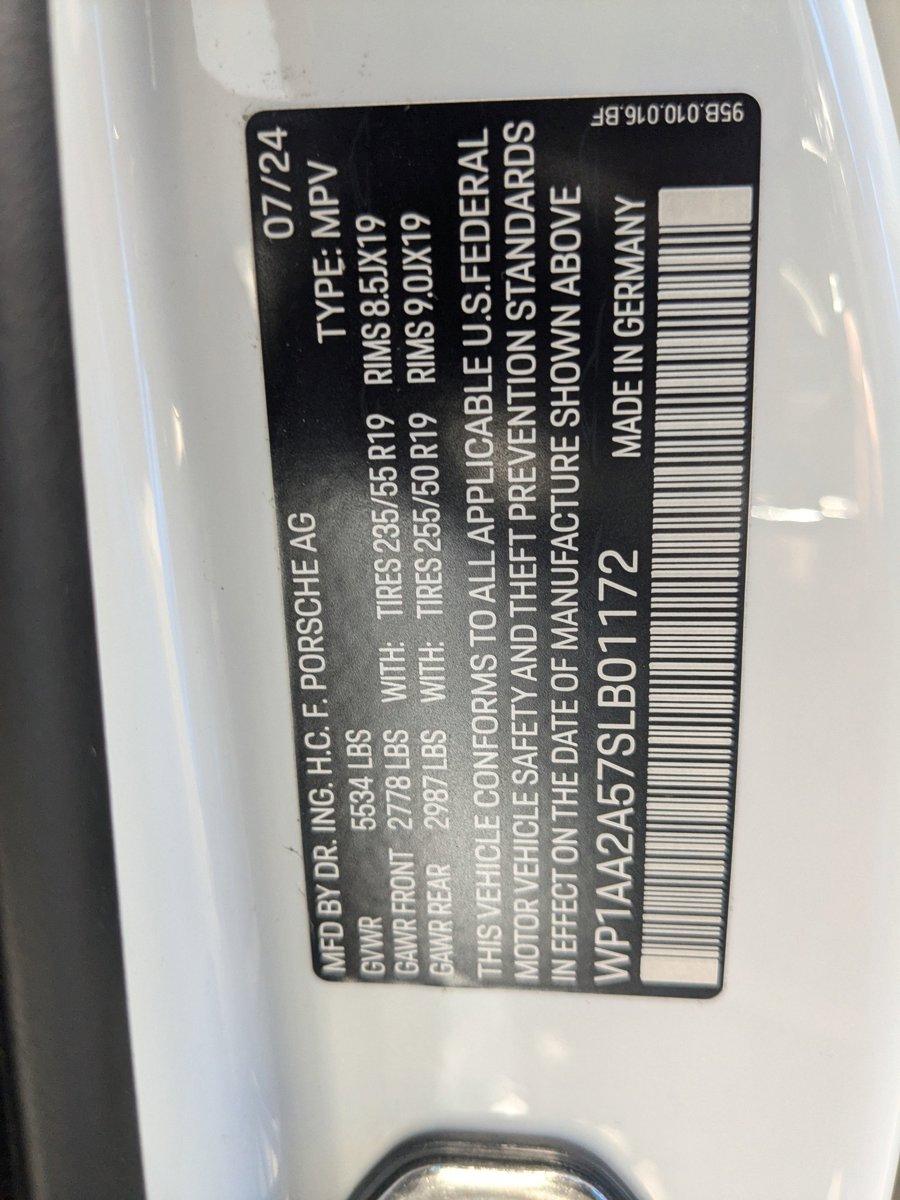 MFD BY DR. ING. H.C. F. PORSCHE AG 07/24
GVWR 5534 LBS TYPE: MPV
GAWR FRONT 2778 LBS WITH: TIRES 235/55 R19 RIMS 8.5JX19
GAWR REAR 2987 LBS WITH: TIRES 255/50 R19 RIMS 9.0JX19
THIS VEHICLE CONFORMS TO ALL APPLICABLE U.S.FEDERAL
MOTOR VEHICLE SAFETY AND THEFT PREVENTION STANDARDS
IN EFFECT ON THE DATE OF MANUFACTURE SHOWN ABOVE
WP1AA2A57SLB01172 MADE IN GERMANY
95B.010.016.BF